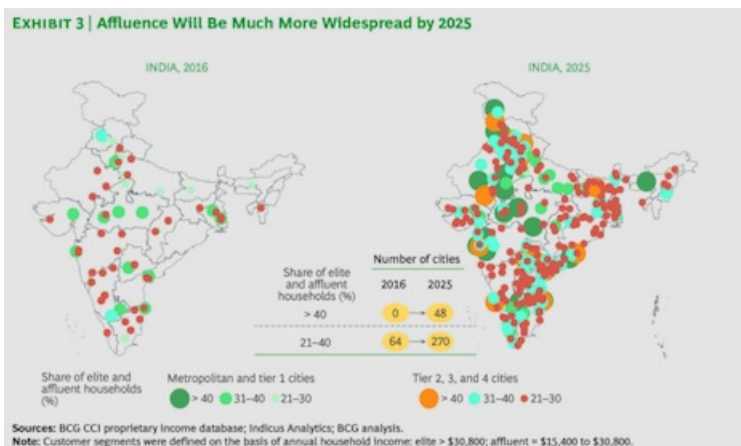 EXHIBIT 3 | Affluence Will Be Much More Widespread by 2025
INDIA, 2016
INDIA, 2025
Number of cities
Share of elite
and affluent
households (%)
2016
2025
> 40
0 → 48
21–40
64 → 270
Share of elite and
affluent households
(%)
Metropolitan and tier 1 cities
> 40
31–40
21–30
Tier 2, 3, and 4 cities
> 40
31–40
21–30
Sources: BCG CCI proprietary income database; Indicus Analytics; BCG analysis.
Note: Customer segments were defined on the basis of annual household income: elite > $30,800; affluent = $15,400 to $30,800.